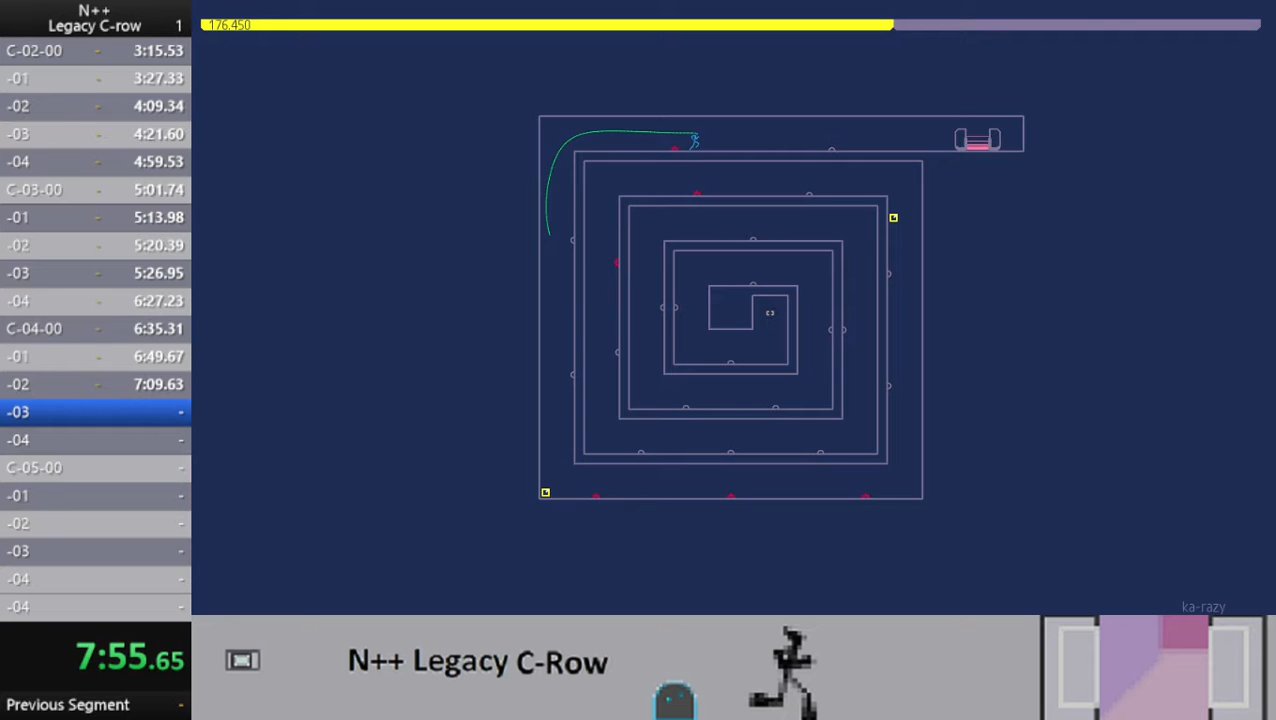 N++
Legacy C-row 1
C-02-00 - 3:15.53
-01 - 3:27.33
-02 - 4:09.34
-03 - 4:21.60
-04 - 4:59.53
C-03-00 - 5:01.74
-01 - 5:13.98
-02 - 5:20.39
-03 - 5:26.95
-04 - 6:27.23
C-04-00 - 6:35.31
-01 - 6:49.67
-02 - 7:09.63
-03 -
-04 -
C-05-00 -
-01 -
-02 -
-03 -
-04 -
-04 -
7:55.65
Previous Segment -
176.450
ka-razy
N++ Legacy C-Row